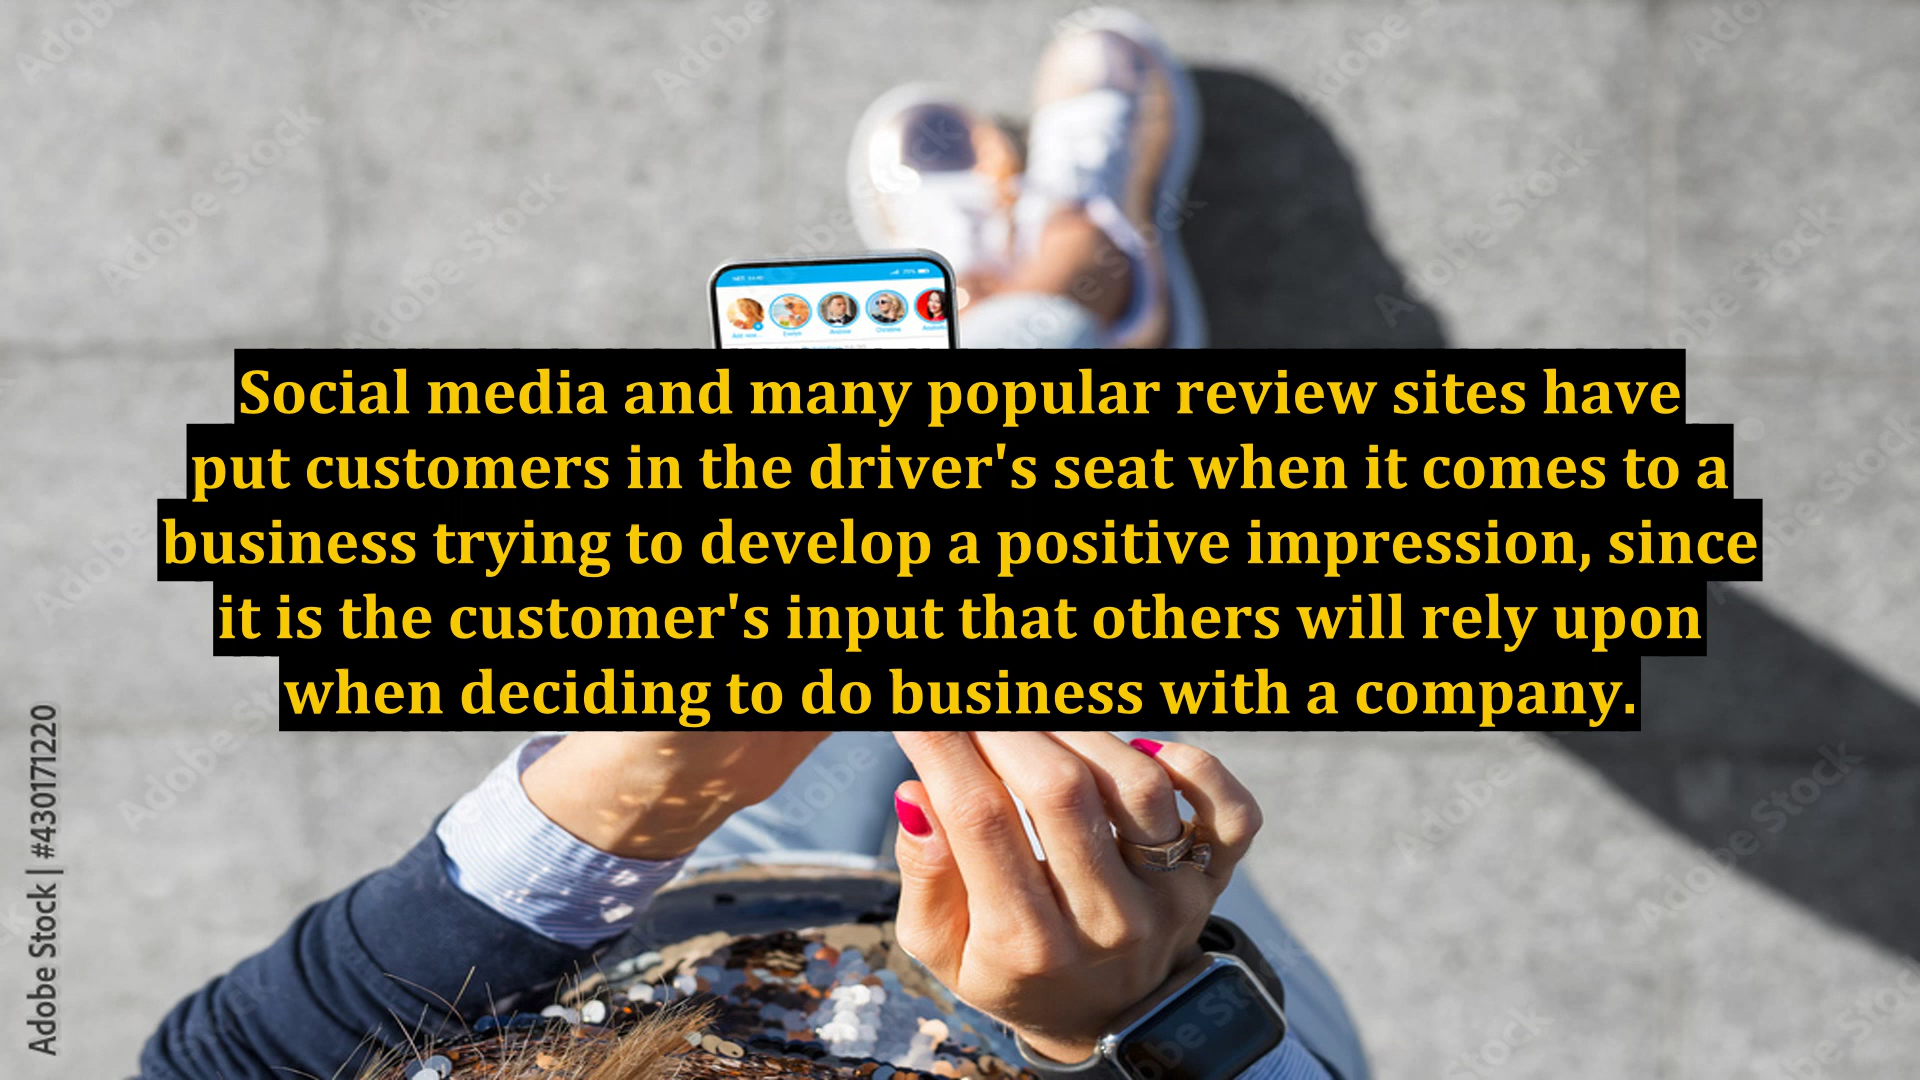 Social media and many popular review sites have
put customers in the driver's seat when it comes to a
business trying to develop a positive impression, since
it is the customer's input that others will rely upon
when deciding to do business with a company.
Adobe Stock | #430171220
Adobe Stock